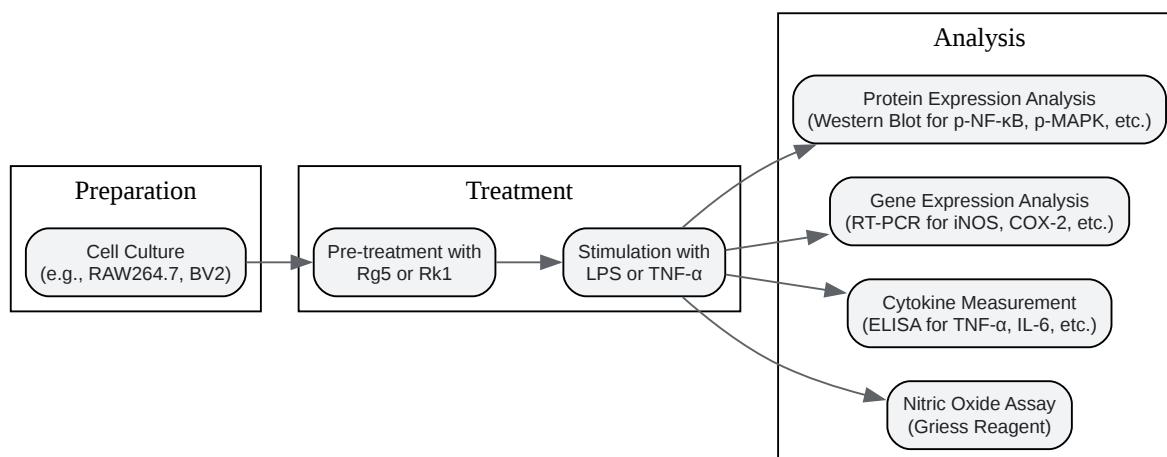 Preparation
Cell Culture
(e.g., RAW264.7, BV2)
Treatment
Pre-treatment with
Rg5 or Rk1
Stimulation with
LPS or TNF-α
Analysis
Protein Expression Analysis
(Western Blot for p-NF-κB, p-MAPK, etc.)
Gene Expression Analysis
(RT-PCR for iNOS, COX-2, etc.)
Cytokine Measurement
(ELISA for TNF-α, IL-6, etc.)
Nitric Oxide Assay
(Griess Reagent)